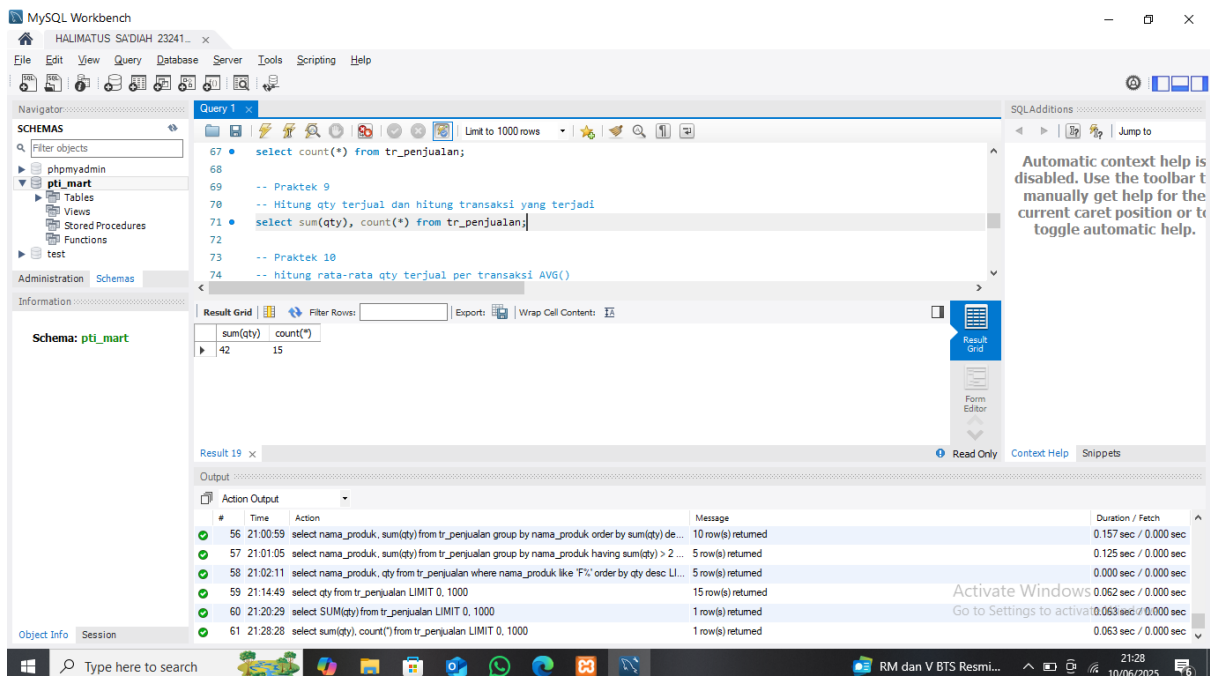 MySQL Workbench
HALIMATUS SA'DIAH 23241...
File Edit View Query Database Server Tools Scripting Help
Navigator
SCHEMAS
Filter objects
phpmyadmin
pti_mart
Tables
Views
Stored Procedures
Functions
test
Administration Schemas
Information
Schema: pti_mart
Object Info Session
Query 1
Limit to 1000 rows
67 select count(*) from tr_penjualan;
68
69 -- Praktek 9
70 -- Hitung qty terjual dan hitung transaksi yang terjadi
71 select sum(qty), count(*) from tr_penjualan;
72
73 -- Praktek 10
74 -- hitung rata-rata qty terjual per transaksi AVG()
Result Grid Filter Rows: Export: Wrap Cell Content:
sum(qty) count(*)
42 15
Result Grid
Form Editor
Result 19
Read Only
SQLAdditions
Jump to
Automatic context help is
disabled. Use the toolbar t
manually get help for the
current caret position or to
toggle automatic help.
Context Help Snippets
Output
Action Output
# Time Action Message Duration / Fetch
56 21:00:59 select nama_produk, sum(qty) from tr_penjualan group by nama_produk order by sum(qty) de... 10 row(s) returned 0.157 sec / 0.000 sec
57 21:01:05 select nama_produk, sum(qty) from tr_penjualan group by nama_produk having sum(qty) > 2 ... 5 row(s) returned 0.125 sec / 0.000 sec
58 21:02:11 select nama_produk, qty from tr_penjualan where nama_produk like 'F%' order by qty desc LI... 5 row(s) returned 0.000 sec / 0.000 sec
59 21:14:49 select qty from tr_penjualan LIMIT 0, 1000 15 row(s) returned 0.062 sec / 0.000 sec
60 21:20:29 select SUM(qty) from tr_penjualan LIMIT 0, 1000 1 row(s) returned 0.063 sec / 0.000 sec
61 21:28:28 select sum(qty), count(*) from tr_penjualan LIMIT 0, 1000 1 row(s) returned 0.063 sec / 0.000 sec
Activate Windows
Go to Settings to activate
Type here to search
RM dan V BTS Resmi...
21:28
10/06/2025
6